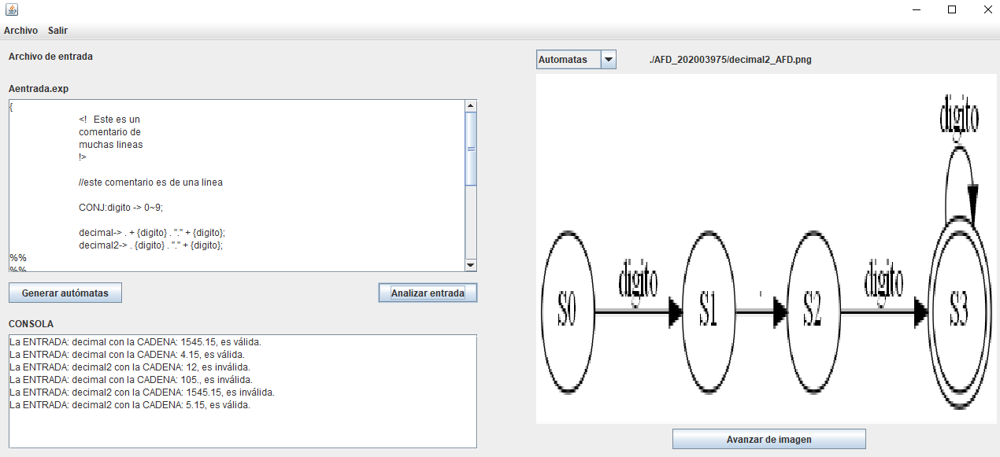 Archivo Salir
Archivo de entrada
Aentrada.exp
{
<! Este es un
comentario de
muchas lineas
!>
//este comentario es de una linea
CONJ:digito -> 0~9;
decimal-> . + {digito} . "." + {digito};
decimal2-> . {digito} . "." + {digito};
%%
%%
Generar autómatas
Analizar entrada
CONSOLA
La ENTRADA: decimal con la CADENA: 1545.15, es válida.
La ENTRADA: decimal con la CADENA: 4.15, es válida.
La ENTRADA: decimal2 con la CADENA: 12, es inválida.
La ENTRADA: decimal con la CADENA: 105., es inválida.
La ENTRADA: decimal2 con la CADENA: 1545.15, es inválida.
La ENTRADA: decimal2 con la CADENA: 5.15, es válida.
Automatas
./AFD_202003975/decimal2_AFD.png
digito
S0
digito
S1
.
S2
digito
S3
Avanzar de imagen